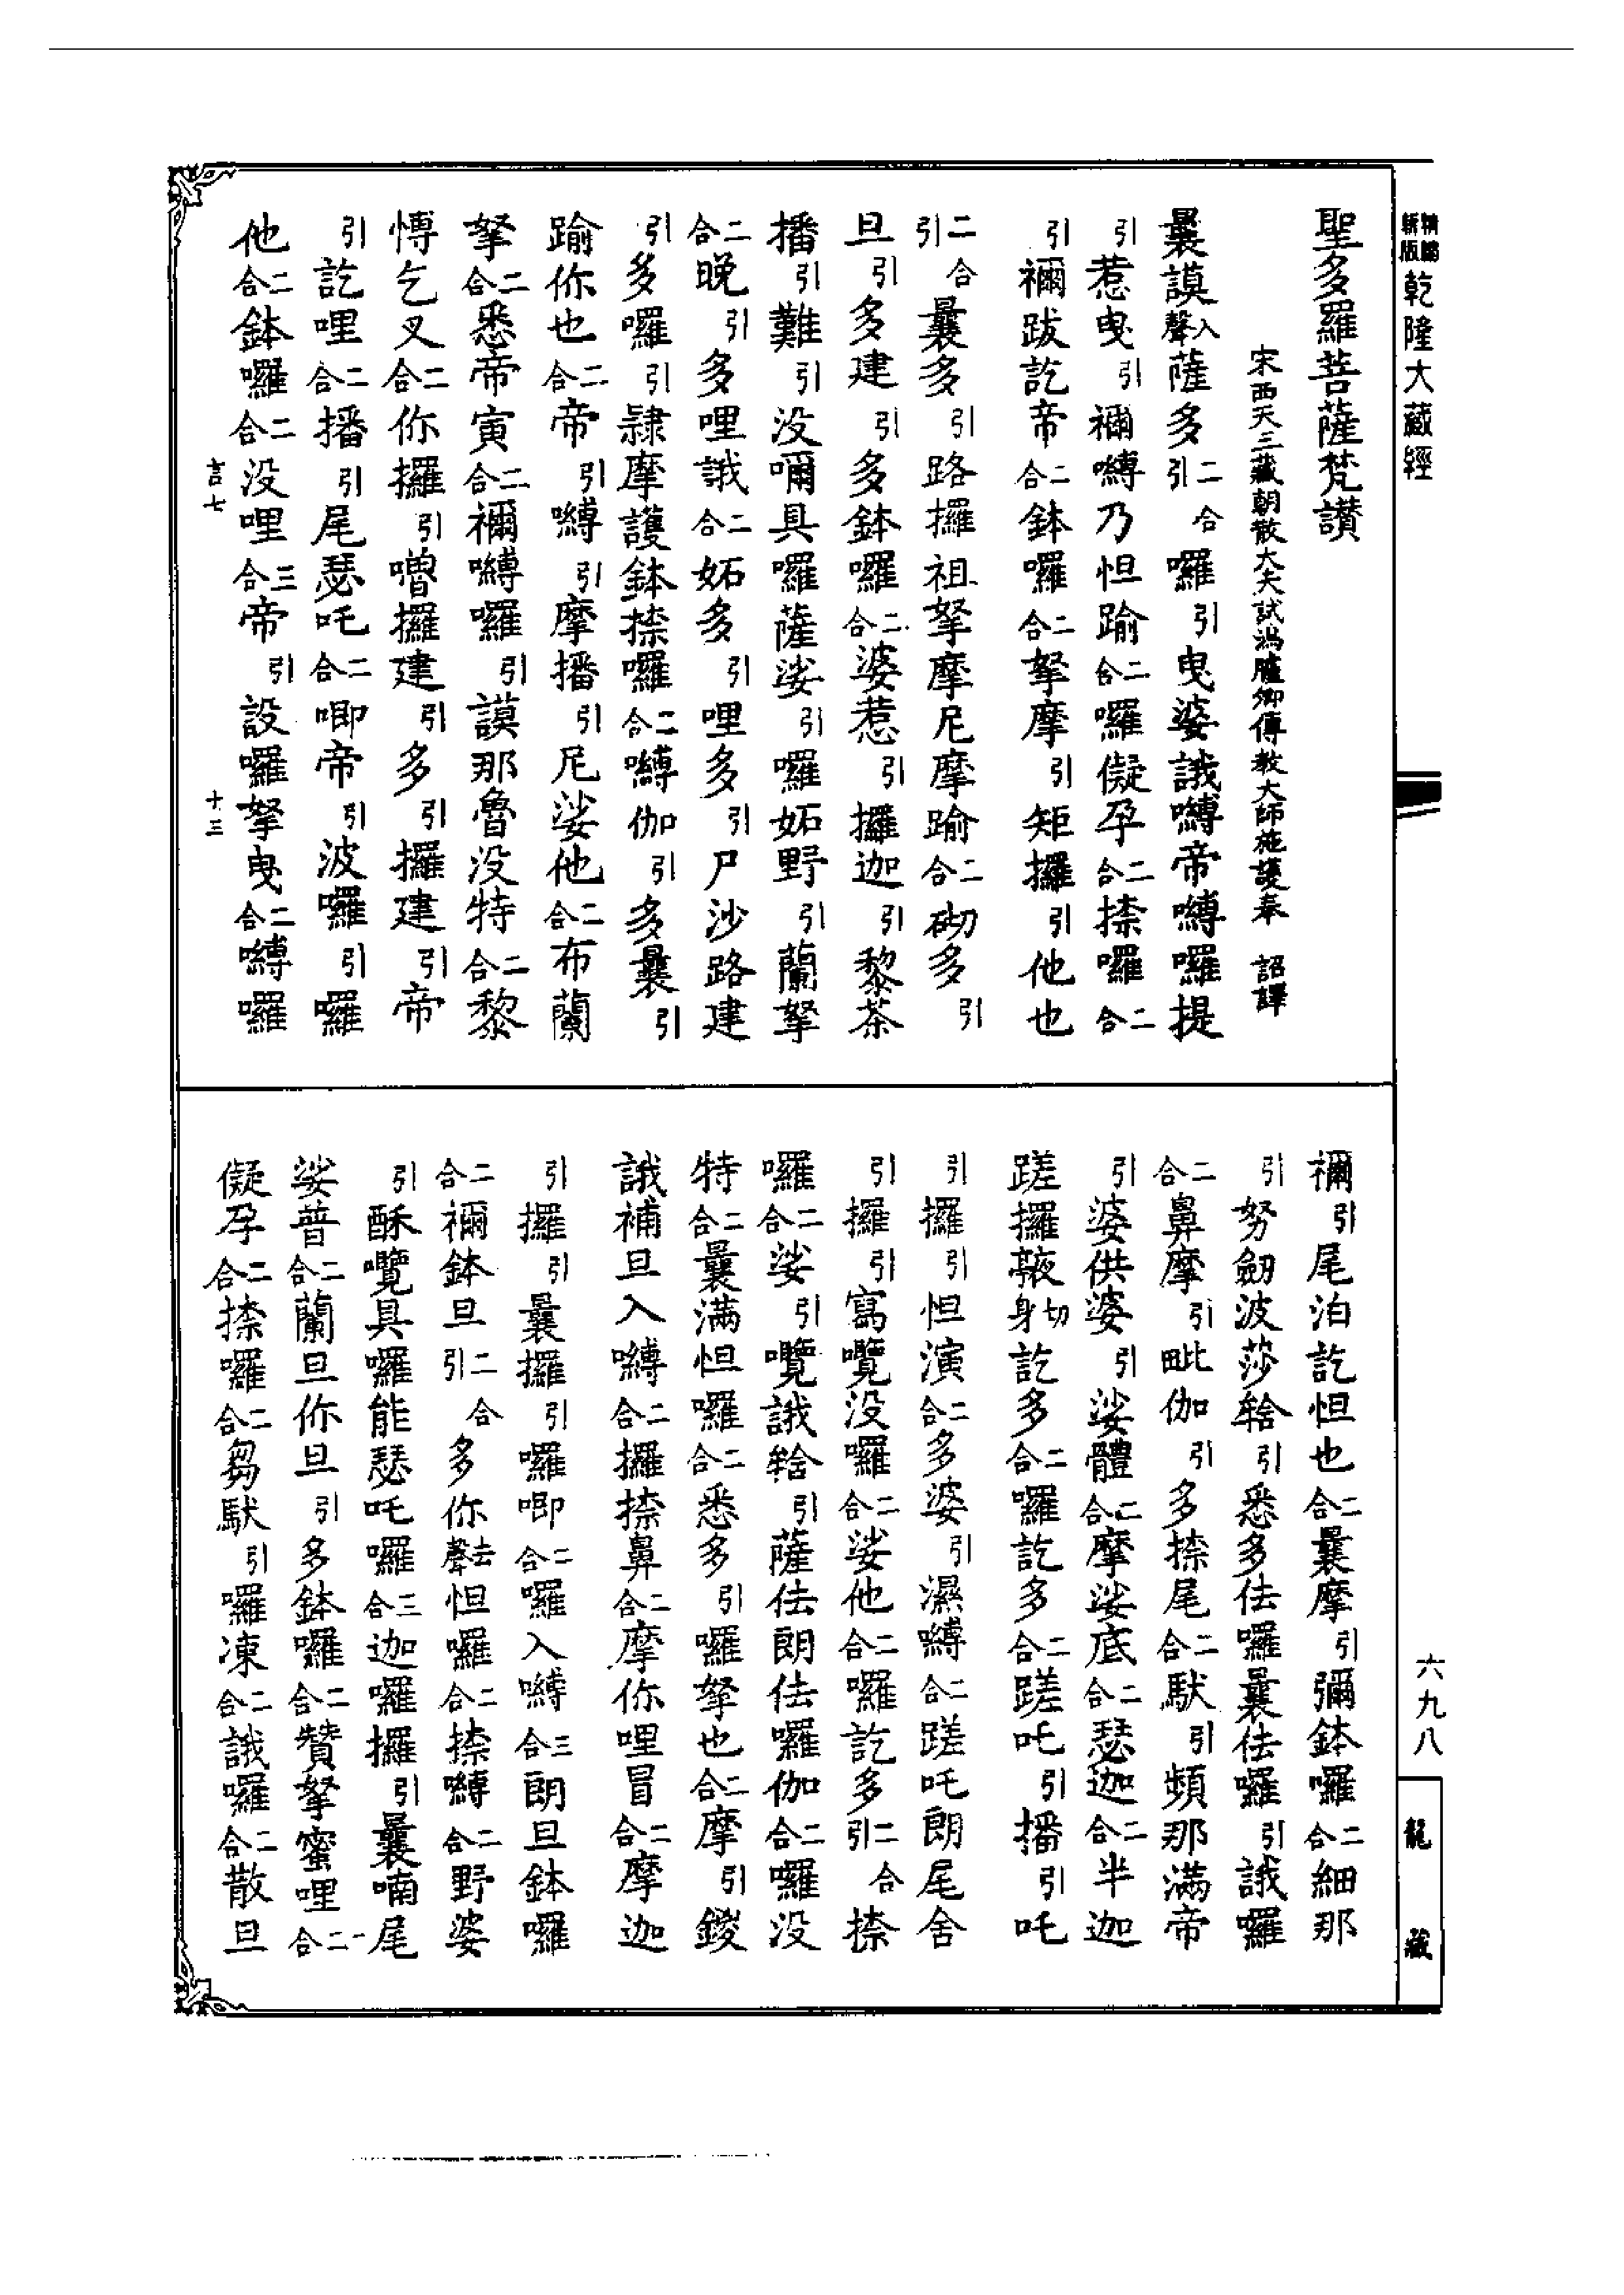 精鐫新版乾隆大藏經
聖多羅菩薩梵讚
宋西天三藏朝散大夫試鴻臚卿傳教大師施護奉 詔譯
曩謨入聲薩多二合引囉引曳婆誐嚩帝嚩囉提
引惹曳引禰嚩乃怛踰二合囉儗孕二合捺囉二合
引禰跋訖帝二合鉢囉二合拏摩引矩攞引他也
二合引曩多引路攞祖拏摩尼摩踰二合砌多引
旦引多建引多鉢囉二合婆惹引攞迦引黎茶
播引難引没嚩具囉薩娑引囉妬野引蘭拏
二合晚引多哩誐二合妬多引哩多引尸沙路建
引多囉引隷摩護鉢捺囉二合嚩伽引多曩引
踰你也二合帝引嚩引摩播引尼娑他二合布蘭
拏二合悉帝寅二合禰嚩囉引謨那魯没特二合黎
愽乞叉二合你攞引噜攞建引多引攞建引帝
引訖哩二合播引尾瑟吒二合唧帝引波囉引囉
他二合鉢囉二合没哩三合帝引設囉拏曳二合嚩囉
言七 十三
禰引尾泊訖怛也二合曩摩引彌鉢囉二合細那
引努劒波莎輅引悉多佉囉曩佉囉引誐囉
二合鼻摩引毗伽引多捺尾二合馱引頻那满帝
引婆供婆引娑體二合摩娑底二合瑟迦二合半迦
蹉攞䏶身切訖多二合囉訖多二合蹉吒引播引吒
引攞引怛演二合多婆引濕嚩二合蹉吒朗尾舍
引攞引寫嚂没囉二合娑他二合囉訖多二合引捺
囉二合娑引嚂誐輅引薩佉朗佉囉伽二合囉没
特二合曩满怛囉二合悉多引囉拏也二合摩引鑁
誐補旦入嚩二合攞捺鼻二合摩你哩冒二合摩迦
引攞引曩攞引囉唧二合囉入嚩三合朗旦鉢囉
二合禰鉢旦二合引多你去聲怛囉二合捺嚩二合野婆
引酥嚂具囉能瑟吒囉三合迦囉攞引曩喃尾
娑普二合蘭旦你旦引多鉢囉二合贊拏蜜哩二合
儗孕二合捺囉二合芻馱引囉凍二合誐囉二合散旦
六九八
龍藏